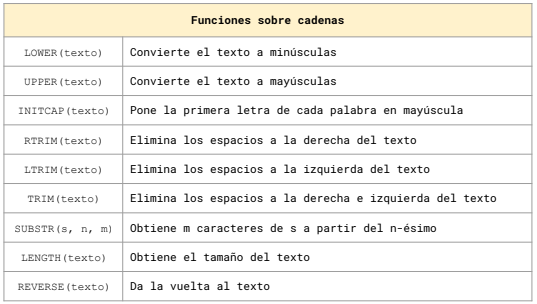 Funciones sobre cadenas
LOWER(texto) Convierte el texto a minúsculas
UPPER(texto) Convierte el texto a mayúsculas
INITCAP(texto) Pone la primera letra de cada palabra en mayúscula
RTRIM(texto) Elimina los espacios a la derecha del texto
LTRIM(texto) Elimina los espacios a la izquierda del texto
TRIM(texto) Elimina los espacios a la derecha e izquierda del texto
SUBSTR(s, n, m) Obtiene m caracteres de s a partir del n-ésimo
LENGTH(texto) Obtiene el tamaño del texto
REVERSE(texto) Da la vuelta al texto